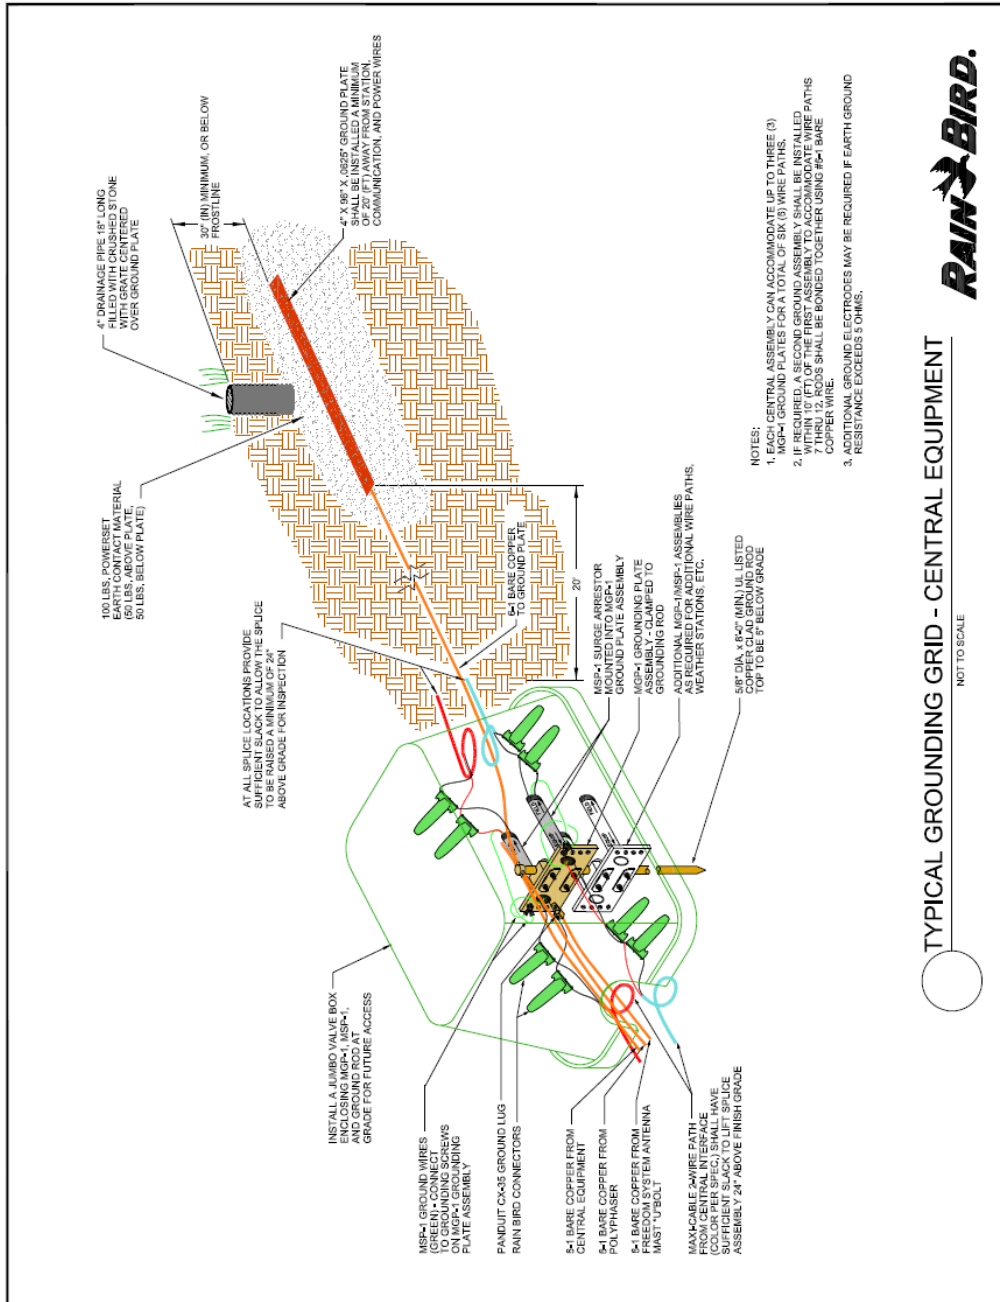 4" DRAINAGE PIPE 18" LONG
FILLED WITH CRUSHED STONE
WITH GRATE CENTERED
OVER GROUND PLATE
30" (IN) MINIMUM, OR BELOW
FROSTLINE
4" X 96" X .0625" GROUND PLATE
SHALL BE INSTALLED A MINIMUM
OF 20' (FT) AWAY FROM STATION,
COMMUNICATION, AND POWER WIRES
100 LBS, POWERSET
EARTH CONTACT MATERIAL
(50 LBS, ABOVE PLATE,
50 LBS, BELOW PLATE)
AT ALL SPLICE LOCATIONS PROVIDE
SUFFICIENT SLACK TO ALLOW THE SPLICE
TO BE RAISED A MINIMUM OF 24"
ABOVE GRADE FOR INSPECTION
6-1 BARE COPPER
TO GROUND PLATE
20'
MSP-1 SURGE ARRESTOR
MOUNTED INTO MGP-1
GROUND PLATE ASSEMBLY
MGP-1 GROUNDING PLATE
ASSEMBLY - CLAMPED TO
GROUNDING ROD
ADDITIONAL MGP-1/MSP-1 ASSEMBLIES
AS REQUIRED FOR ADDITIONAL WIRE PATHS,
WEATHER STATIONS, ETC.
5/8" DIA, x 8'-0" (MIN.) UL LISTED
COPPER CLAD GROUND ROD
TOP TO BE 6" BELOW GRADE
INSTALL A JUMBO VALVE BOX
ENCLOSING MGP-1, MSP-1,
AND GROUND ROD AT
GRADE FOR FUTURE ACCESS
MSP-1 GROUND WIRES
(GREEN) - CONNECT
TO GROUNDING SCREWS
ON MGP-1 GROUNDING
PLATE ASSEMBLY
PANDUIT CX-35 GROUND LUG
RAIN BIRD CONNECTORS
6-1 BARE COPPER FROM
CENTRAL EQUIPMENT
6-1 BARE COPPER FROM
POLYPHASER
6-1 BARE COPPER FROM
FREEDOM SYSTEM ANTENNA
MAST "U"BOLT
MAXI-CABLE 2-WIRE PATH
FROM CENTRAL INTERFACE
(COLOR PER SPEC.) SHALL HAVE
SUFFICIENT SLACK TO LIFT SPLICE
ASSEMBLY 24" ABOVE FINISH GRADE
NOTES:
1. EACH CENTRAL ASSEMBLY CAN ACCOMMODATE UP TO THREE (3)
MGP-1 GROUND PLATES FOR A TOTAL OF SIX (6) WIRE PATHS.
2. IF REQUIRED, A SECOND GROUND ASSEMBLY SHALL BE INSTALLED
WITHIN 10' (FT) OF THE FIRST ASSEMBLY TO ACCOMMODATE WIRE PATHS
7 THRU 12. RODS SHALL BE BONDED TOGETHER USING #6-1 BARE
COPPER WIRE.
3. ADDITIONAL GROUND ELECTRODES MAY BE REQUIRED IF EARTH GROUND
RESISTANCE EXCEEDS 5 OHMS.
TYPICAL GROUNDING GRID - CENTRAL EQUIPMENT
NOT TO SCALE
RAIN BIRD.